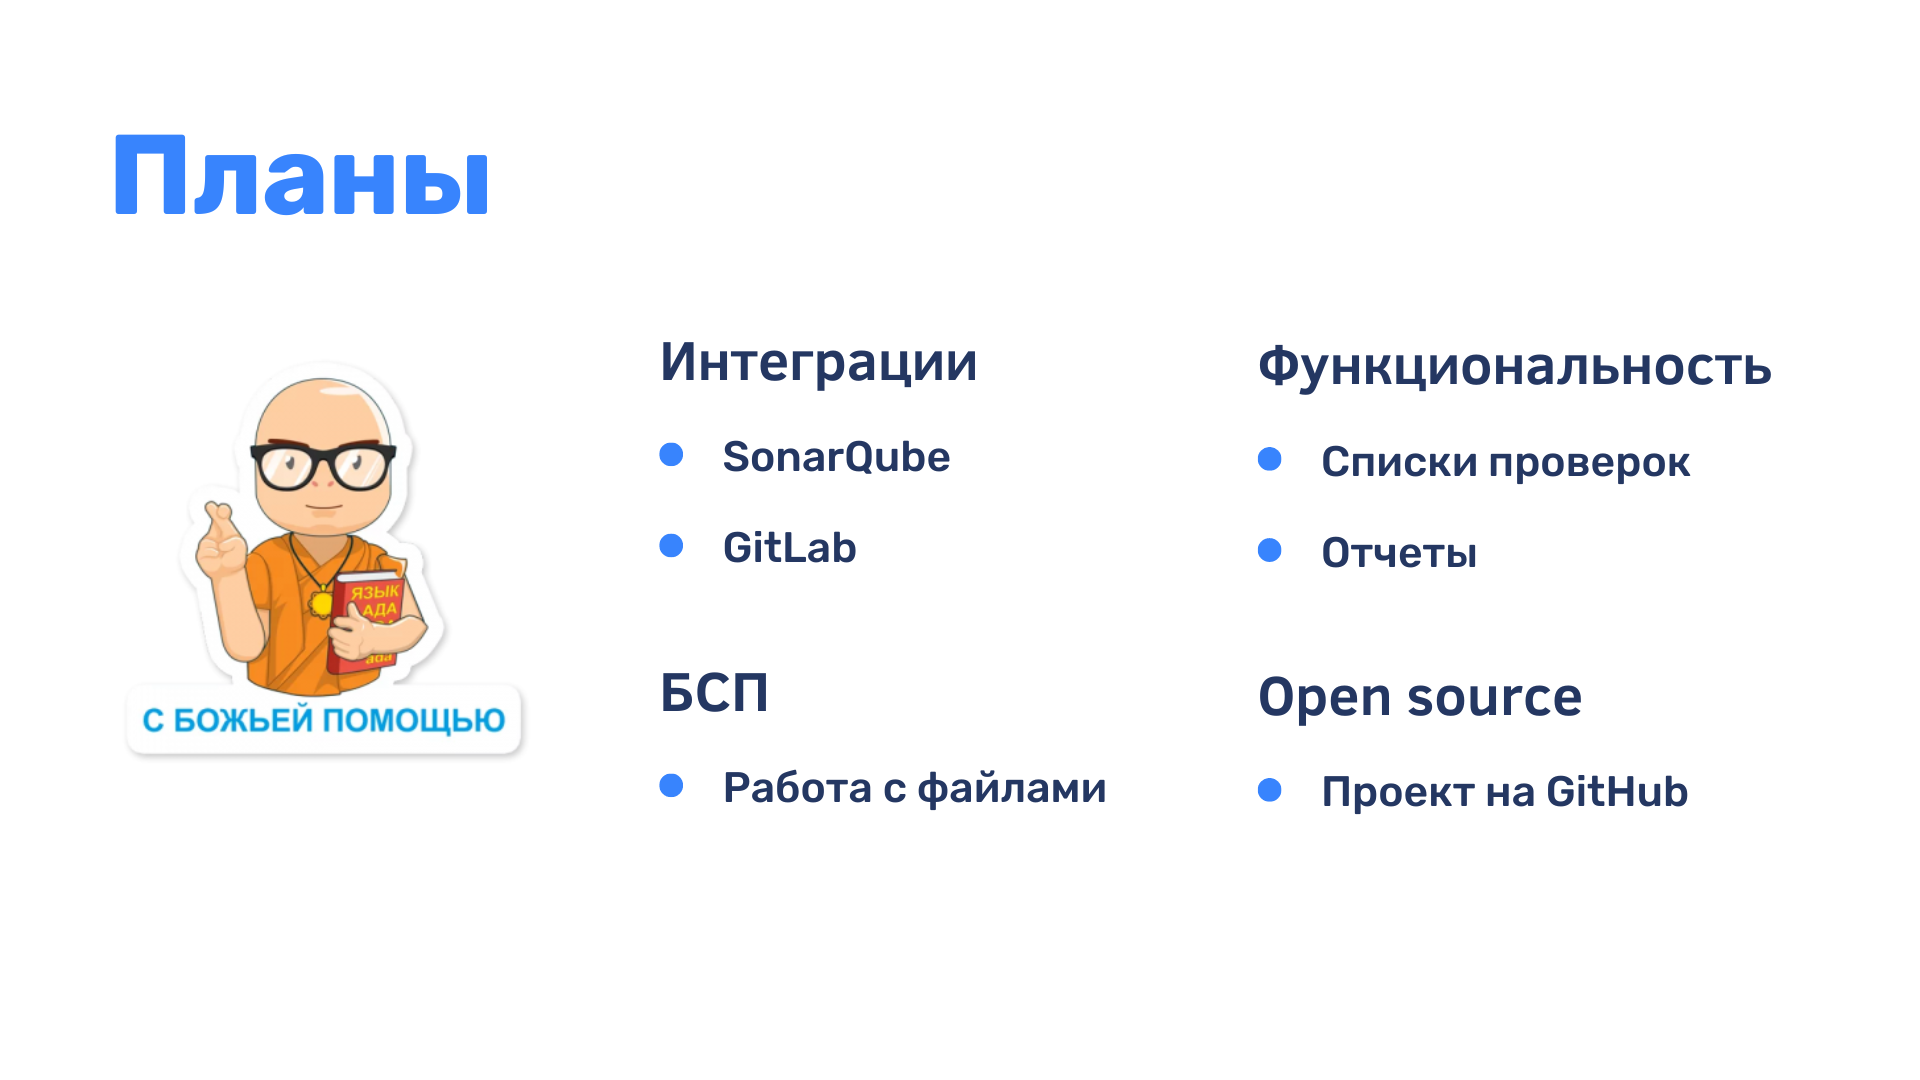 Планы
Интеграции
SonarQube
GitLab
Функциональность
Списки проверок
Отчеты
ЯЗЫК
АДА
ада
С БОЖЬЕЙ ПОМОЩЬЮ
БСП
Работа с файлами
Open source
Проект на GitHub